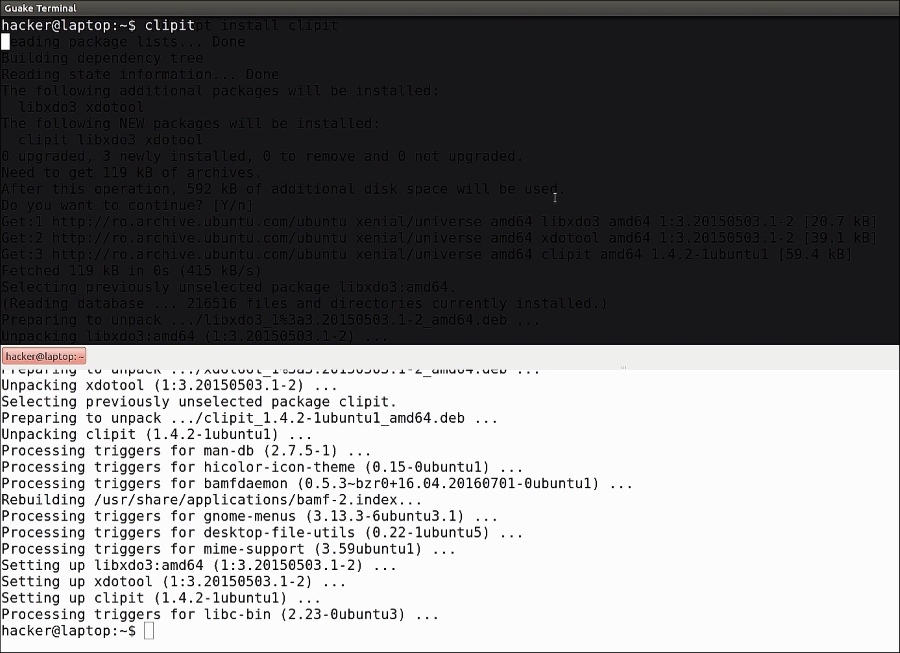 Guake Terminal
hacker@laptop:~$ clipit pt install clipit
eading package lists... Done
Building dependency tree
Reading state information... Done
The following additional packages will be installed:
libxdo3 xdotool
The following NEW packages will be installed:
clipit libxdo3 xdotool
0 upgraded, 3 newly installed, 0 to remove and 0 not upgraded.
Need to get 119 kB of archives.
After this operation, 592 kB of additional disk space will be used.
Do you want to continue? [Y/n]
Get:1 http://ro.archive.ubuntu.com/ubuntu xenial/universe amd64 libxdo3 amd64 1:3.20150503.1-2 [20.7 kB]
Get:2 http://ro.archive.ubuntu.com/ubuntu xenial/universe amd64 xdotool amd64 1:3.20150503.1-2 [39.1 kB]
Get:3 http://ro.archive.ubuntu.com/ubuntu xenial/universe amd64 clipit amd64 1.4.2-1ubuntu1 [59.4 kB]
Fetched 119 kB in 0s (415 kB/s)
Selecting previously unselected package libxdo3:amd64.
(Reading database ... 216516 files and directories currently installed.)
Preparing to unpack .../libxdo3_1%3a3.20150503.1-2_amd64.deb ...
Unpacking libxdo3:amd64 (1:3.20150503.1-2) ...
hacker@laptop: ~
Preparing to unpack .../xdotool_1%3a3.20150503.1-2_amd64.deb ...
Unpacking xdotool (1:3.20150503.1-2) ...
Selecting previously unselected package clipit.
Preparing to unpack .../clipit_1.4.2-1ubuntu1_amd64.deb ...
Unpacking clipit (1.4.2-1ubuntu1) ...
Processing triggers for man-db (2.7.5-1) ...
Processing triggers for hicolor-icon-theme (0.15-0ubuntu1) ...
Processing triggers for bamfdaemon (0.5.3~bzr0+16.04.20160701-0ubuntu1) ...
Rebuilding /usr/share/applications/bamf-2.index...
Processing triggers for gnome-menus (3.13.3-6ubuntu3.1) ...
Processing triggers for desktop-file-utils (0.22-1ubuntu5) ...
Processing triggers for mime-support (3.59ubuntu1) ...
Setting up libxdo3:amd64 (1:3.20150503.1-2) ...
Setting up xdotool (1:3.20150503.1-2) ...
Setting up clipit (1.4.2-1ubuntu1) ...
Processing triggers for libc-bin (2.23-0ubuntu3) ...
hacker@laptop:~$